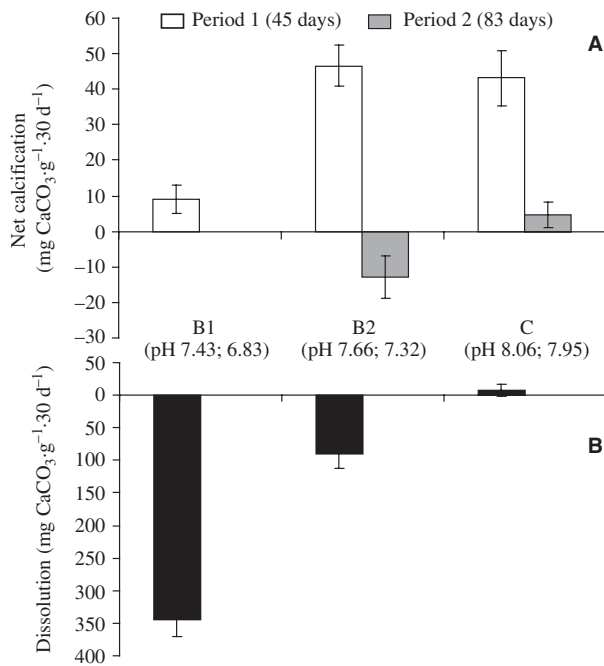 Period 1 (45 days) Period 2 (83 days)
A
Net calcification
(mg CaCO₃·g⁻¹·30 d⁻¹)
60
50
40
30
20
10
0
−10
−20
−30
B1 B2 C
(pH 7.43; 6.83) (pH 7.66; 7.32) (pH 8.06; 7.95)
B
Dissolution (mg CaCO₃·g⁻¹·30 d⁻¹)
50
0
50
100
150
200
250
300
350
400